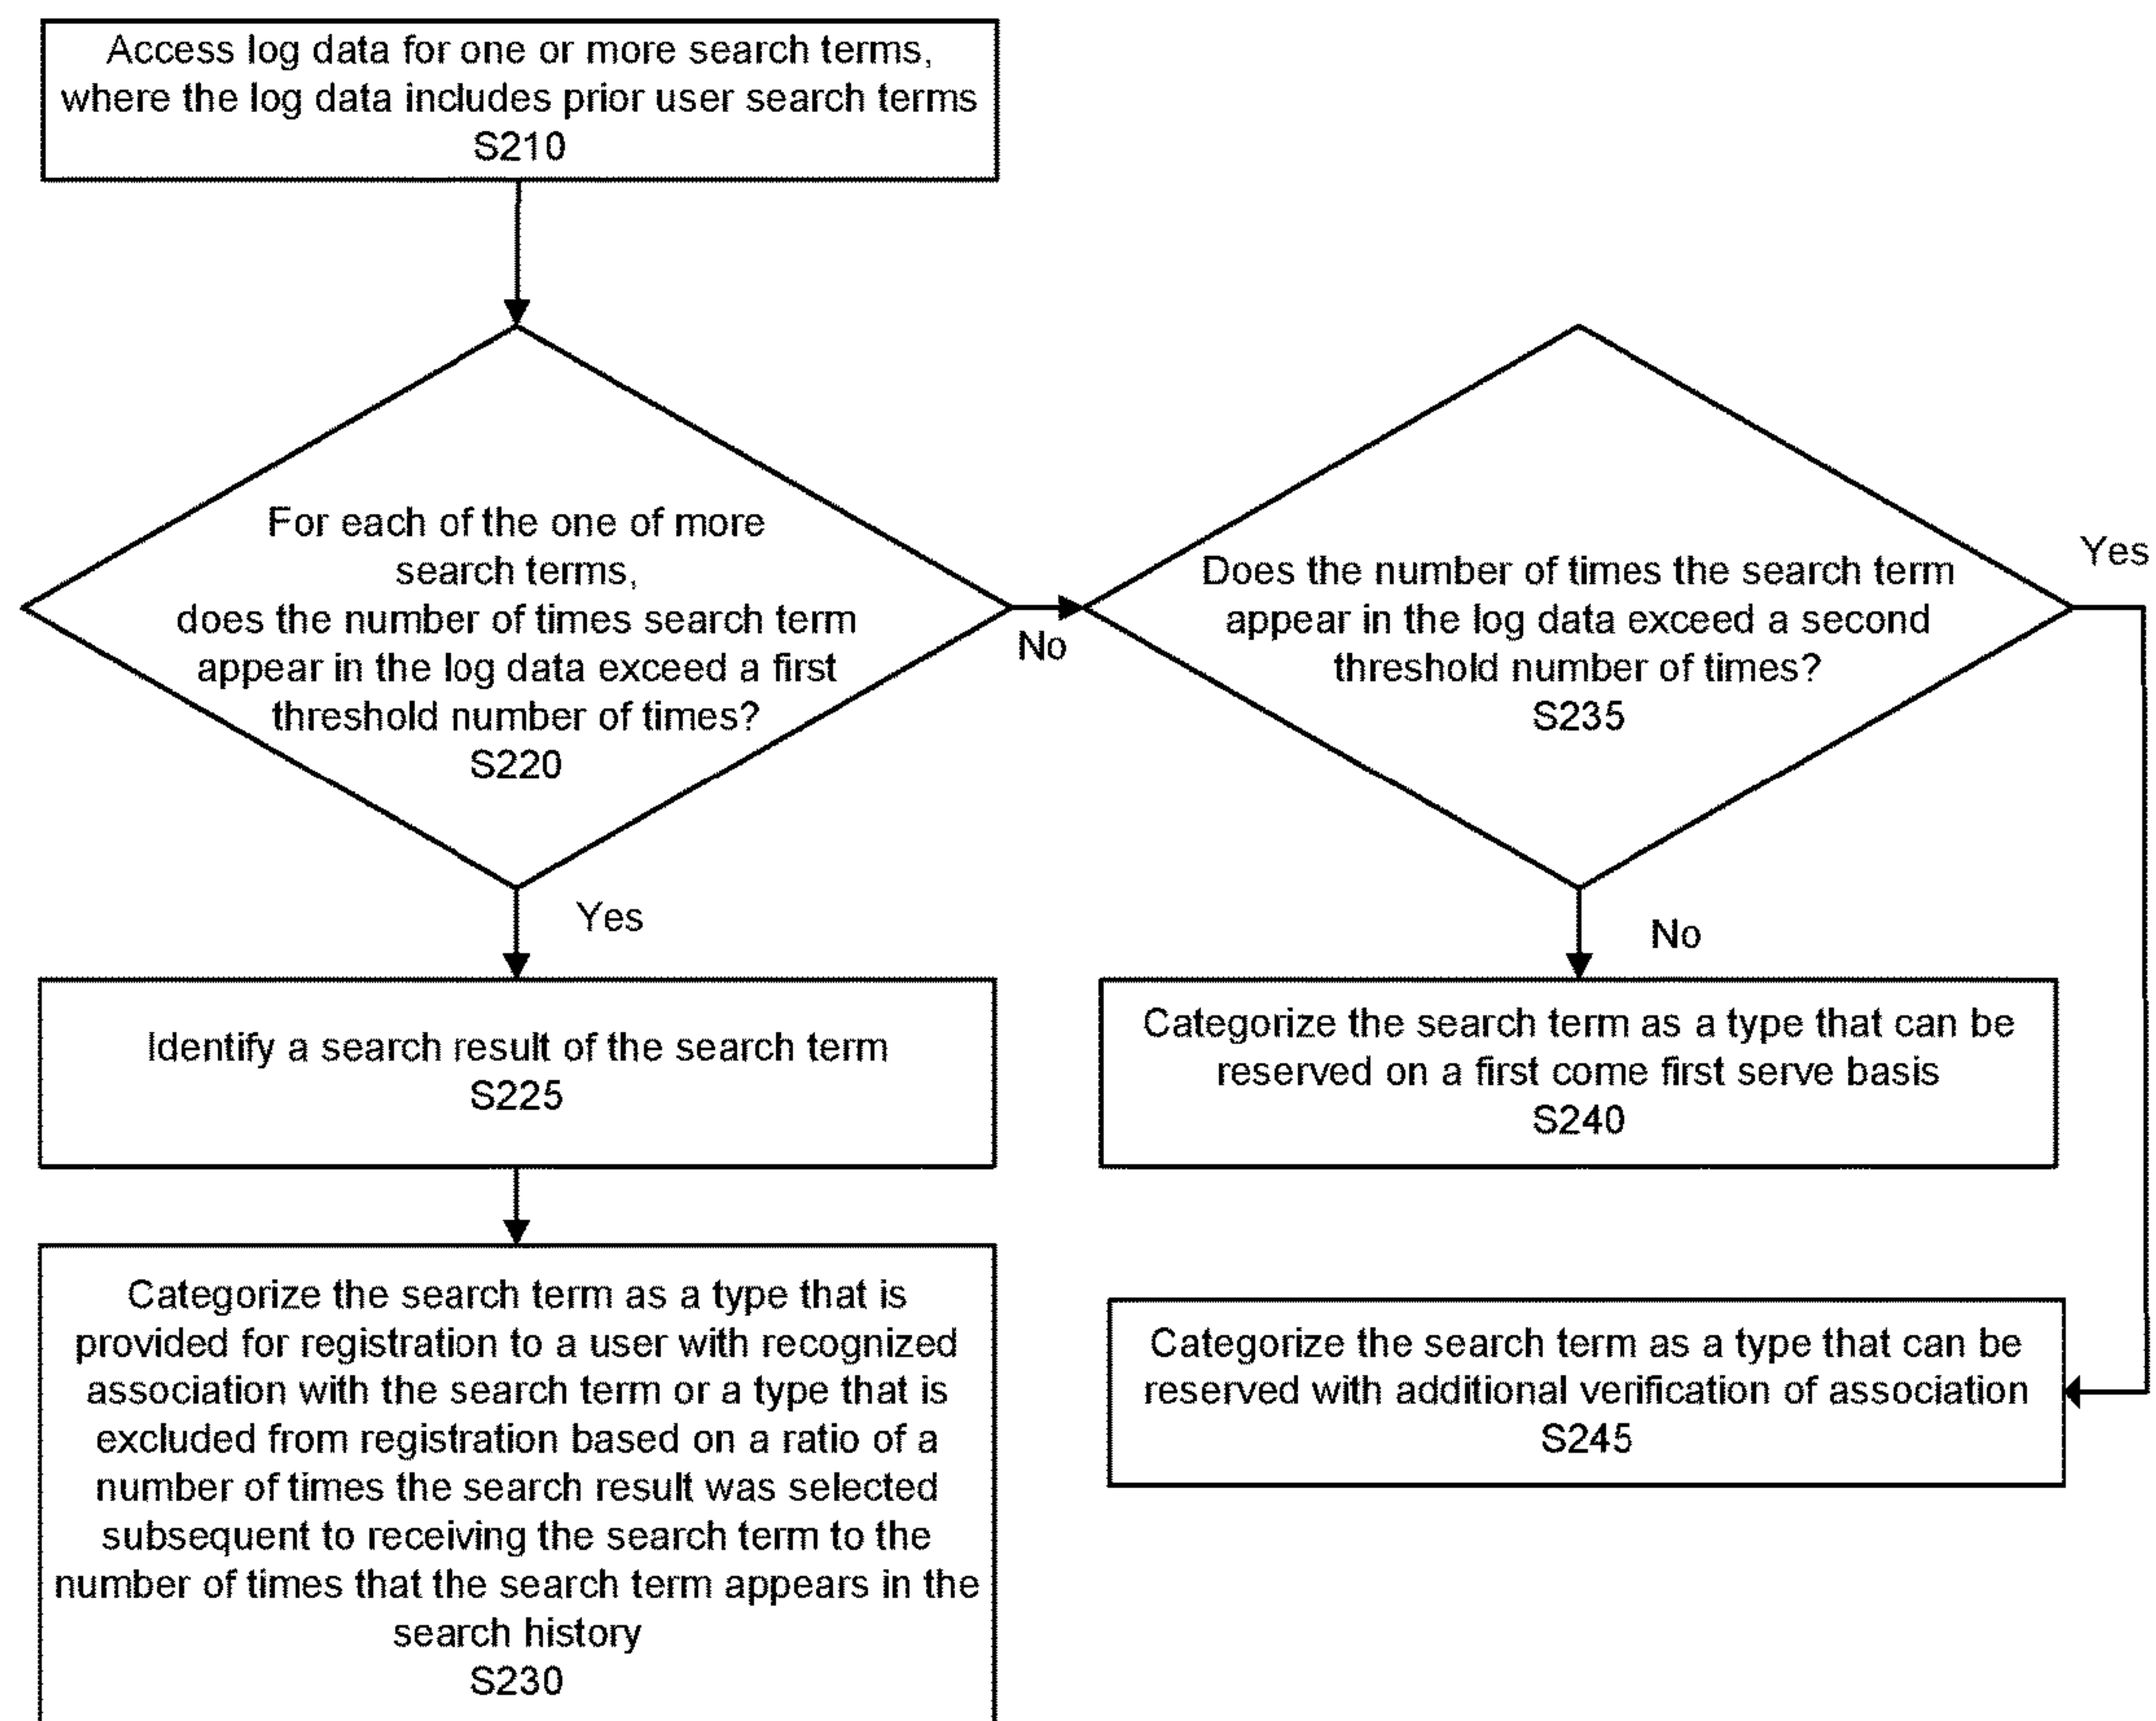 Access log data for one or more search terms,
where the log data includes prior user search terms
S210
For each of the one of more
search terms,
does the number of times search term
appear in the log data exceed a first
threshold number of times?
S220
No
Does the number of times the search term
appear in the log data exceed a second
threshold number of times?
S235
Yes
Yes
No
Identify a search result of the search term
S225
Categorize the search term as a type that can be
reserved on a first come first serve basis
S240
Categorize the search term as a type that is
provided for registration to a user with recognized
association with the search term or a type that is
excluded from registration based on a ratio of a
number of times the search result was selected
subsequent to receiving the search term to the
number of times that the search term appears in the
search history
S230
Categorize the search term as a type that can be
reserved with additional verification of association
S245